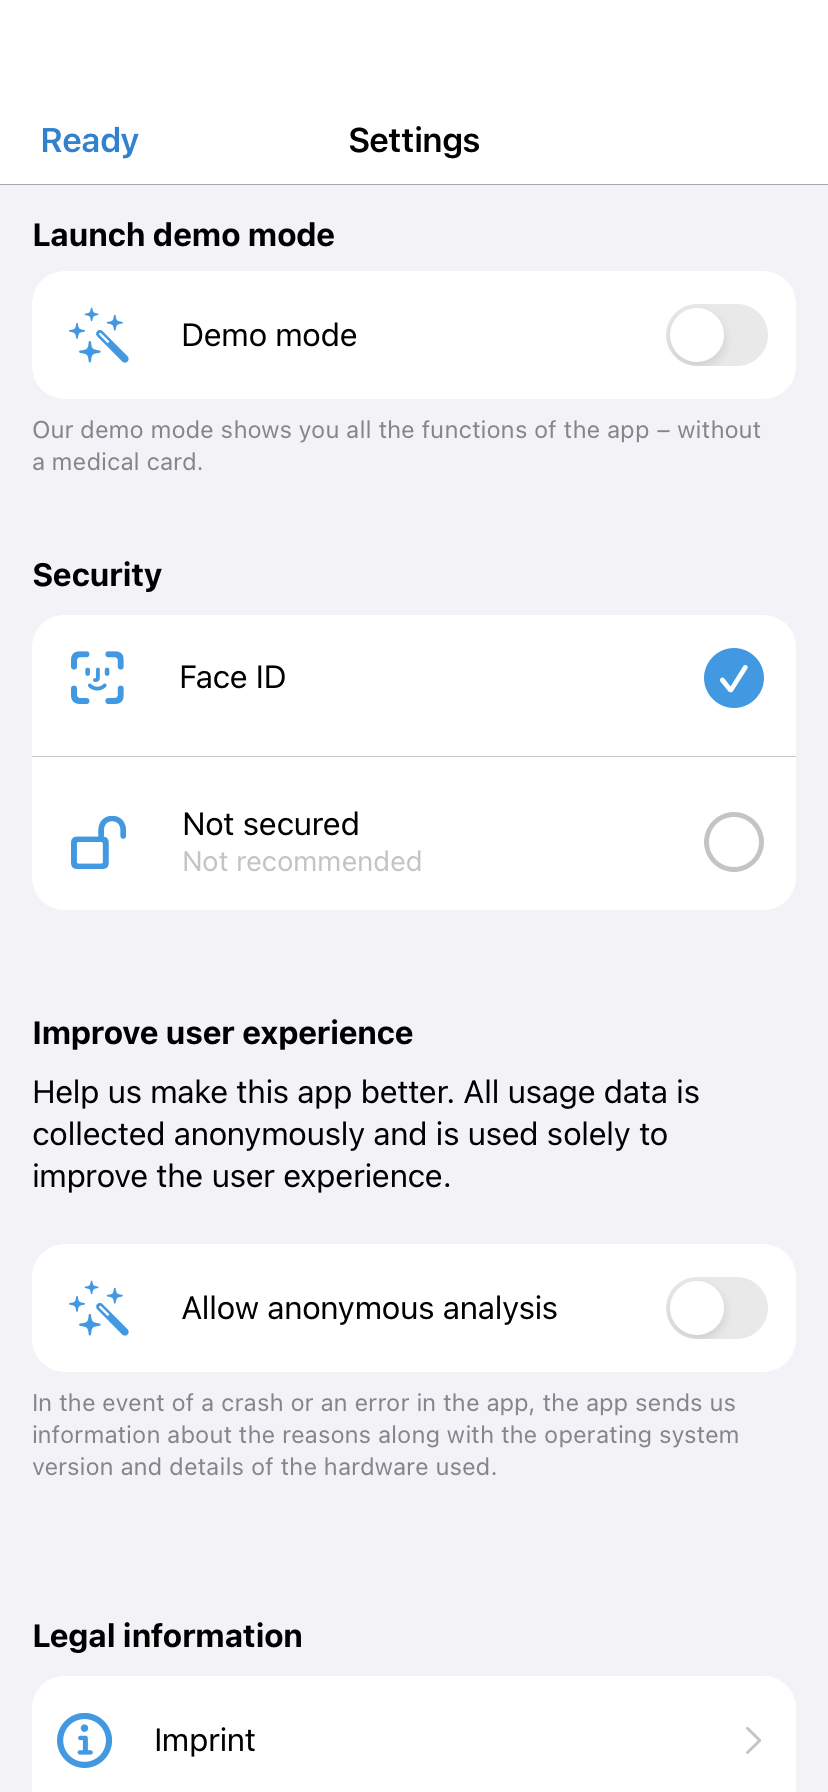 Ready
Settings
Launch demo mode
Demo mode
Our demo mode shows you all the functions of the app – without
a medical card.
Security
Face ID
Not secured
Not recommended
Improve user experience
Help us make this app better. All usage data is
collected anonymously and is used solely to
improve the user experience.
Allow anonymous analysis
In the event of a crash or an error in the app, the app sends us
information about the reasons along with the operating system
version and details of the hardware used.
Legal information
Imprint